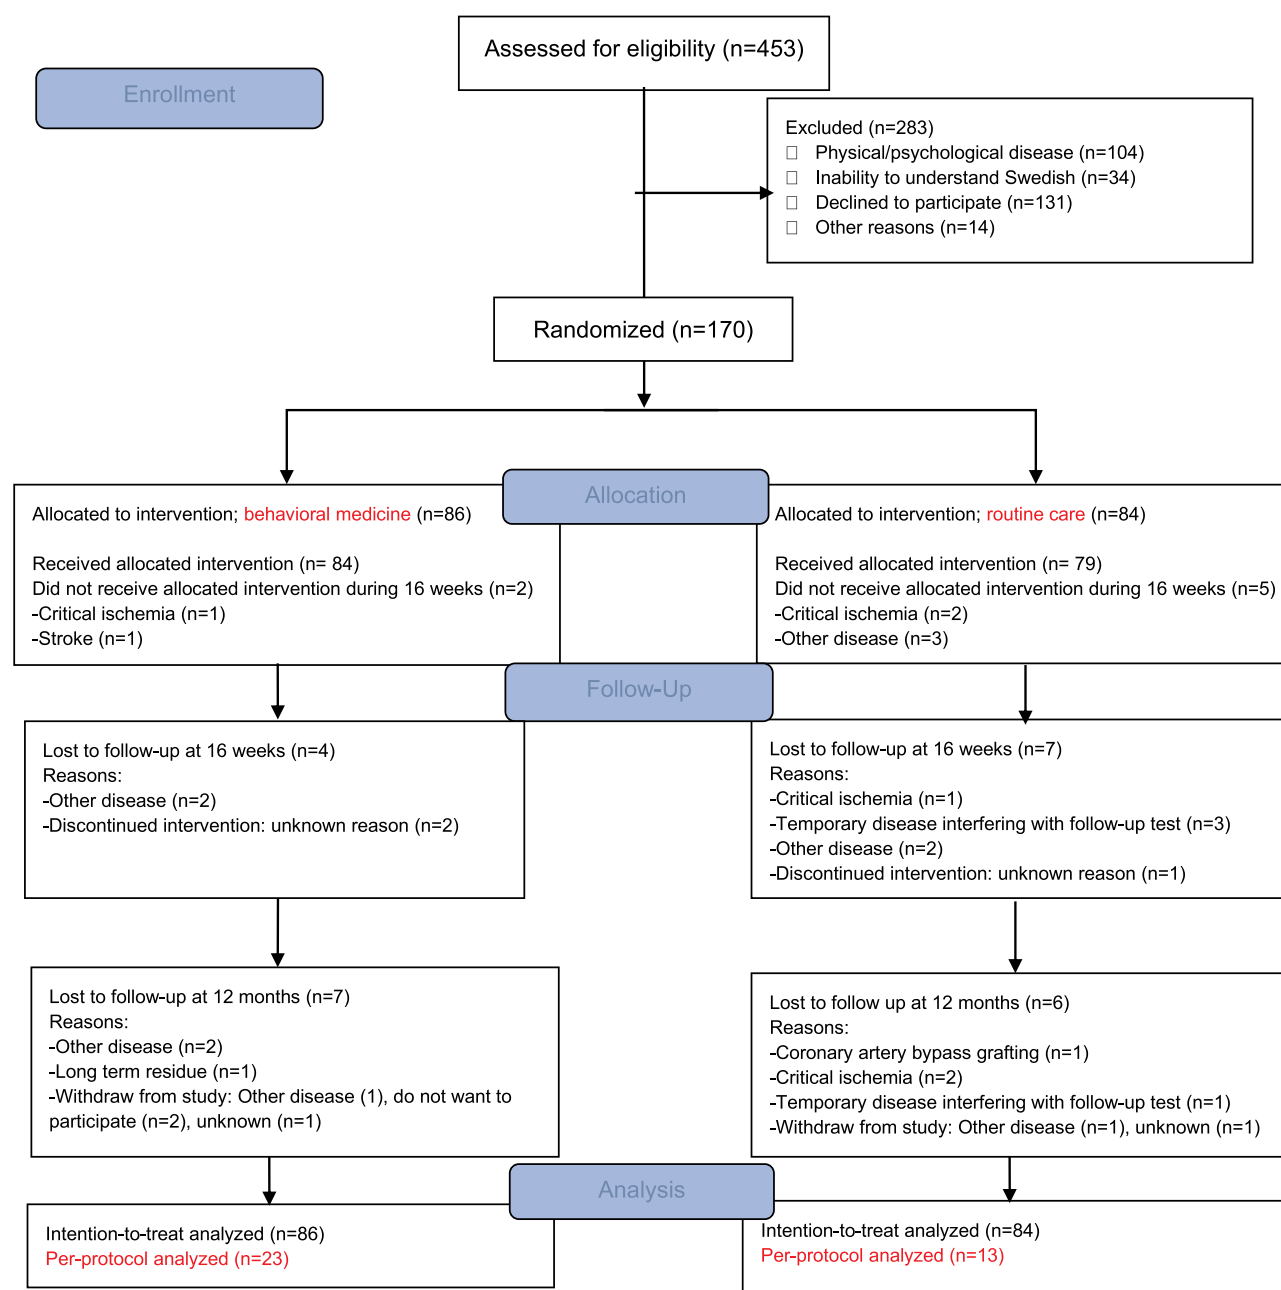 Assessed for eligibility (n=453)
Enrollment
Excluded (n=283)
Physical/psychological disease (n=104)
Inability to understand Swedish (n=34)
Declined to participate (n=131)
Other reasons (n=14)
Randomized (n=170)
Allocation
Allocated to intervention; behavioral medicine (n=86)
Received allocated intervention (n= 84)
Did not receive allocated intervention during 16 weeks (n=2)
-Critical ischemia (n=1)
-Stroke (n=1)
Allocated to intervention; routine care (n=84)
Received allocated intervention (n= 79)
Did not receive allocated intervention during 16 weeks (n=5)
-Critical ischemia (n=2)
-Other disease (n=3)
Follow-Up
Lost to follow-up at 16 weeks (n=4)
Reasons:
-Other disease (n=2)
-Discontinued intervention: unknown reason (n=2)
Lost to follow-up at 16 weeks (n=7)
Reasons:
-Critical ischemia (n=1)
-Temporary disease interfering with follow-up test (n=3)
-Other disease (n=2)
-Discontinued intervention: unknown reason (n=1)
Lost to follow-up at 12 months (n=7)
Reasons:
-Other disease (n=2)
-Long term residue (n=1)
-Withdraw from study: Other disease (1), do not want to
participate (n=2), unknown (n=1)
Lost to follow up at 12 months (n=6)
Reasons:
-Coronary artery bypass grafting (n=1)
-Critical ischemia (n=2)
-Temporary disease interfering with follow-up test (n=1)
-Withdraw from study: Other disease (n=1), unknown (n=1)
Analysis
Intention-to-treat analyzed (n=86)
Per-protocol analyzed (n=23)
Intention-to-treat analyzed (n=84)
Per-protocol analyzed (n=13)